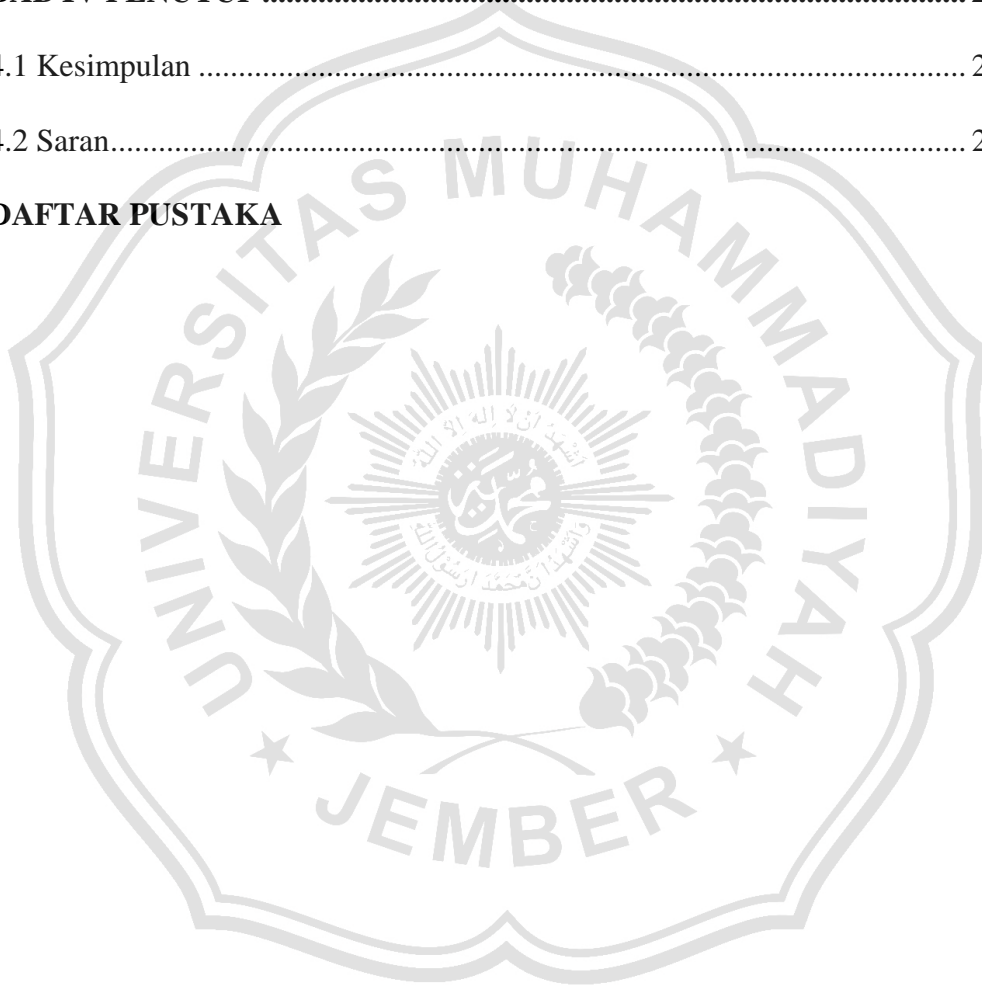 4.1 Kesimpulan ................................................................................................ 2
4.2 Saran........................................................................................................... 2
DAFTAR PUSTAKA
UNIVERSITAS MUHAMMADIYAH
★ JEMBER ★